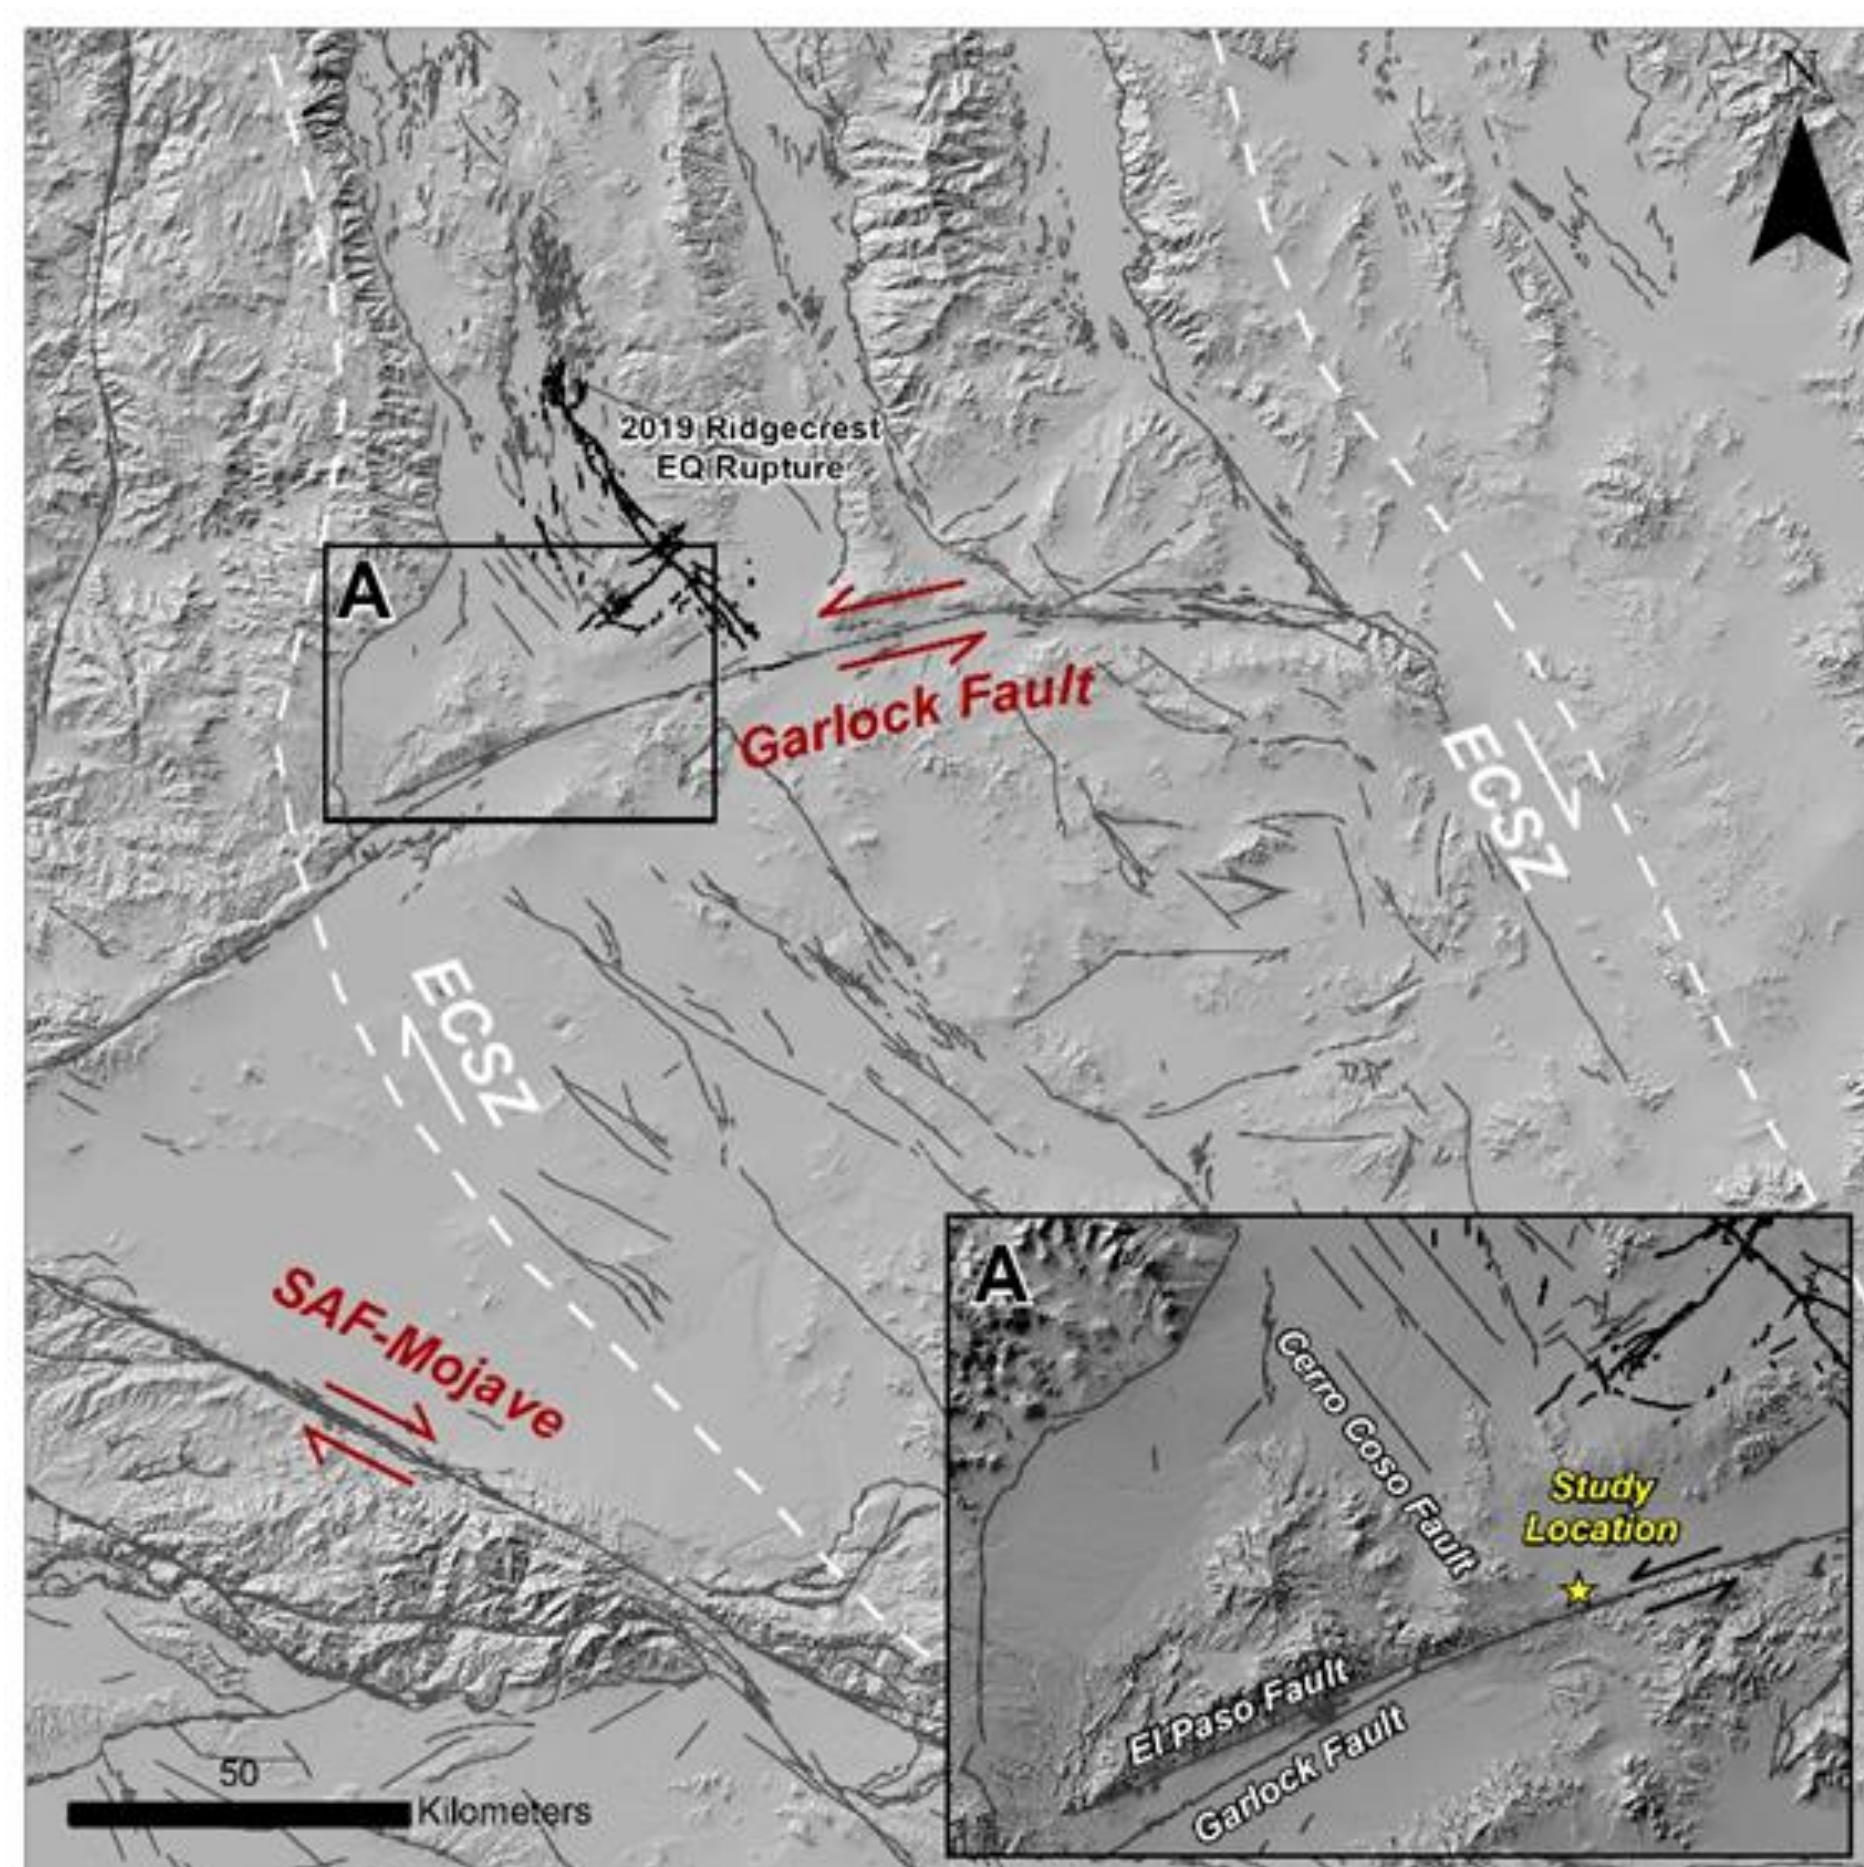 N
2019 Ridgecrest
EQ Rupture
A
Garlock Fault
ECSZ
ECSZ
SAF-Mojave
A
Cerro Coso Fault
Study
Location
El Paso Fault
Garlock Fault
50
Kilometers